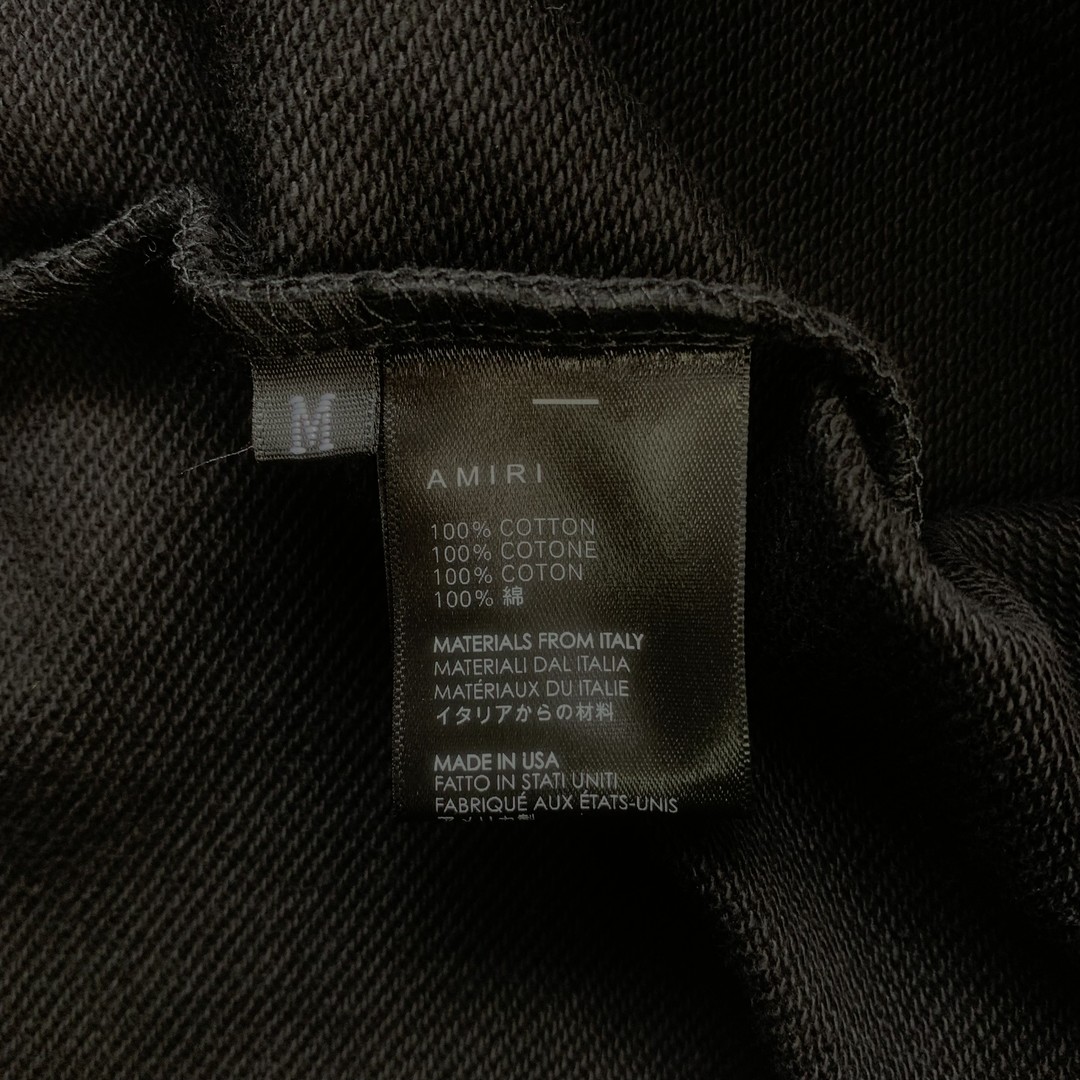 M
AMIRI
100% COTTON
100% COTONE
100% COTON
100% 綿
MATERIALS FROM ITALY
MATERIALI DAL ITALIA
MATÉRIAUX DU ITALIE
イタリアからの材料
MADE IN USA
FATTO IN STATI UNITI
FABRIQUÉ AUX ÉTATS-UNIS